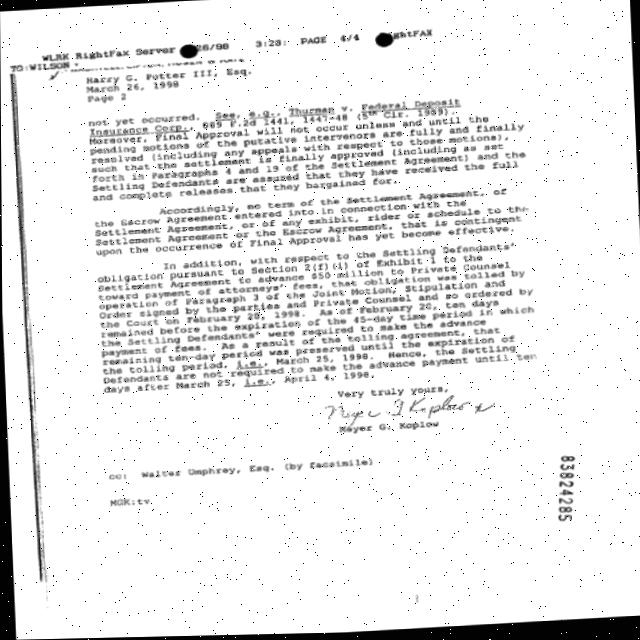 WLRK RightFax Server 26/98 3:23: PAGE 4/4 ghtFAX
TO: WILSON
Harry G. Potter III, Esq.
March 26, 1998
Page 2
not yet occurred. See, e.g., Thurman v. Federal Deposit
Insurance Corp., 889 F.2d 1441, 1447-48 (5th Cir. 1989).
Moreover, Final Approval will not occur unless and until the
pending motions of the putative intervenors are fully and finally
resolved (including any appeals with respect to those motions),
such that the settlement is finally approved (including as set
forth in Paragraphs 4 and 19 of the Settlement Agreement) and the
Settling Defendants are assured that they have received the full
and complete releases that they bargained for.
Accordingly, no term of the Settlement Agreement, of
the Escrow Agreement entered into in connection with the
Settlement Agreement, or of any exhibit, rider or schedule to the
Settlement Agreement or the Escrow Agreement, that is contingent
upon the occurrence of Final Approval has yet become effective.
In addition, with respect to the Settling Defendants'
obligation pursuant to Section 2(f)(i) of Exhibit 1 to the
Settlement Agreement to advance $50 million to Private Counsel
toward payment of attorneys' fees, that obligation was tolled by
operation of Paragraph 3 of the Joint Motion, Stipulation and
Order signed by the parties and Private Counsel and so ordered by
the Court on February 20, 1998. As of February 20, ten days
remained before the expiration of the 45-day time period in which
the Settling Defendants' were required to make the advance
payment of fees. As a result of the tolling agreement, that
remaining ten-day period was preserved until the expiration of
the tolling period, i.e., March 25, 1998. Hence, the Settling
Defendants are not required to make the advance payment until ten
days after March 25, i.e., April 4, 1998.
Very truly yours,
Meyer G. Koplow
cc: Walter Umphrey, Esq. (by facsimile)
MGK:tv
83824285